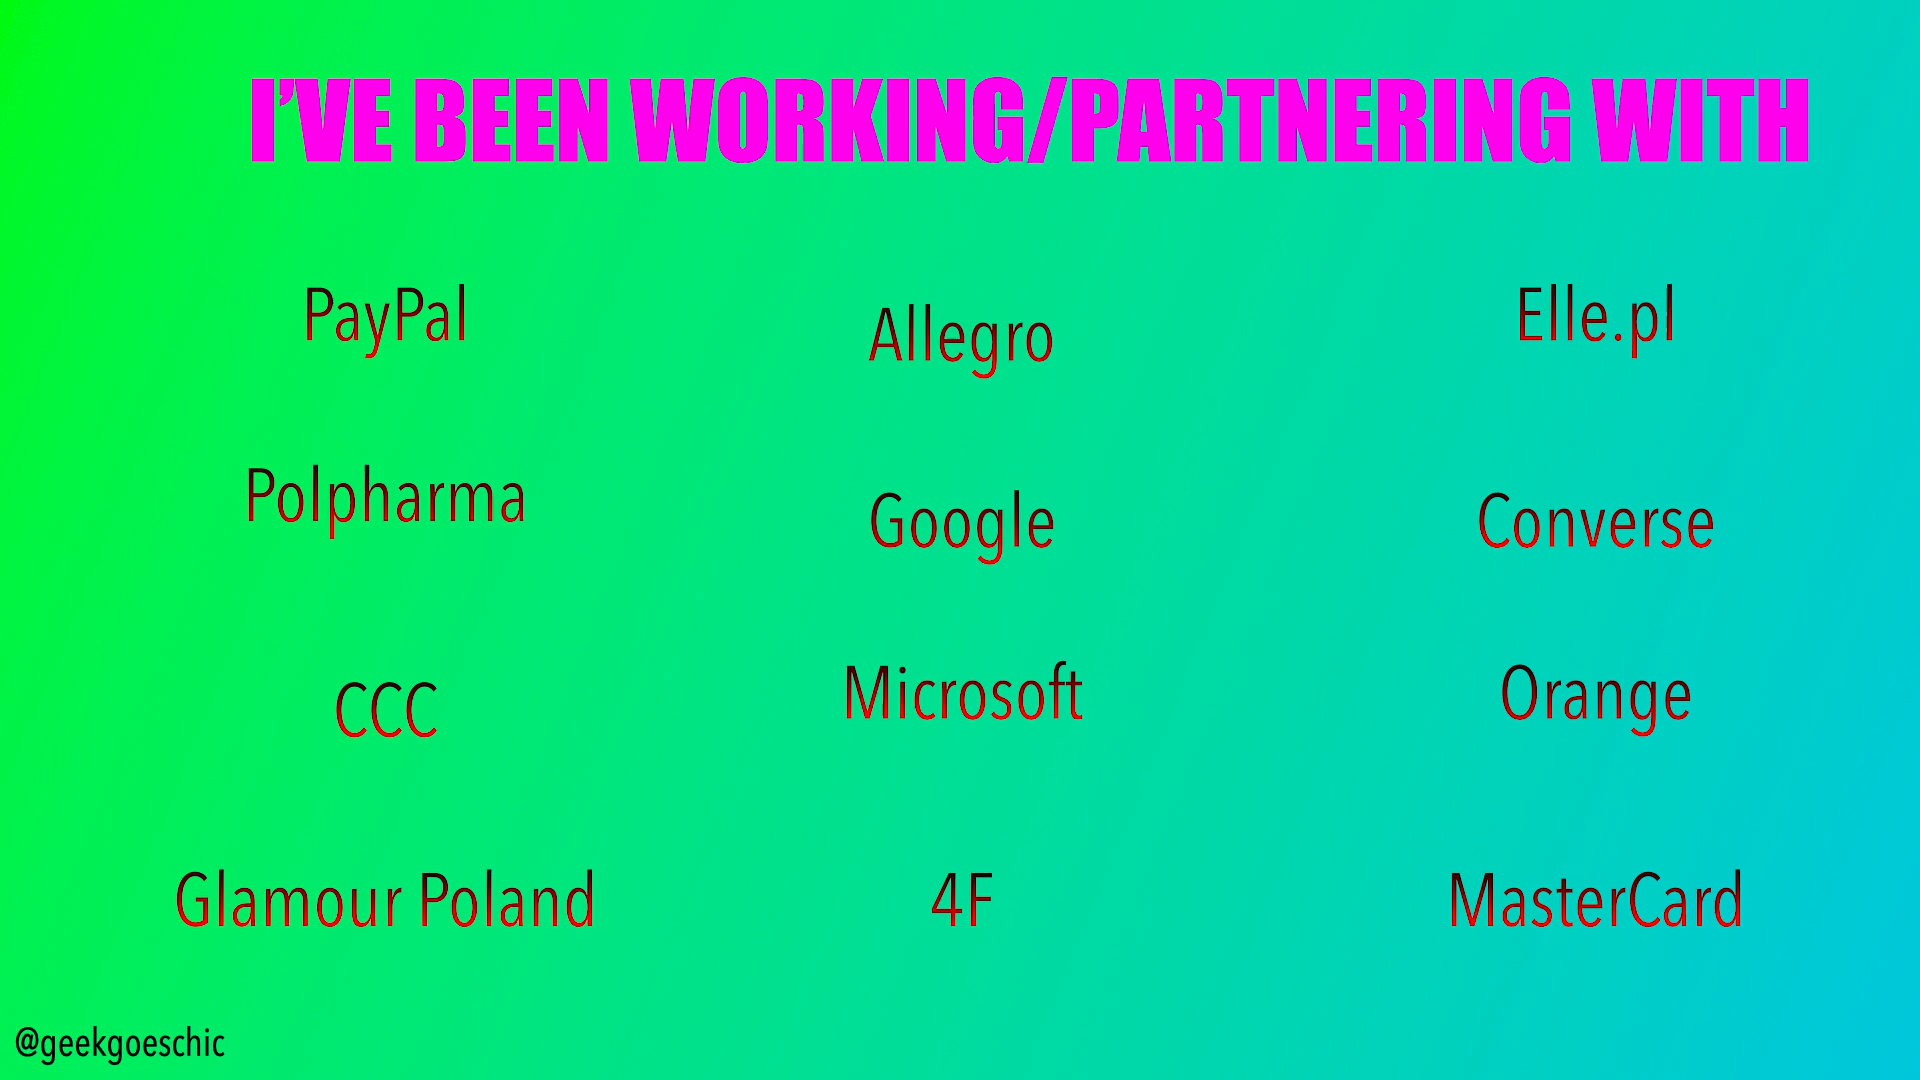 I'VE BEEN WORKING/PARTNERING WITH
PayPal
Allegro
Elle.pl
Polpharma
Google
Converse
CCC
Microsoft
Orange
Glamour Poland
4F
MasterCard
@geekgoeschic